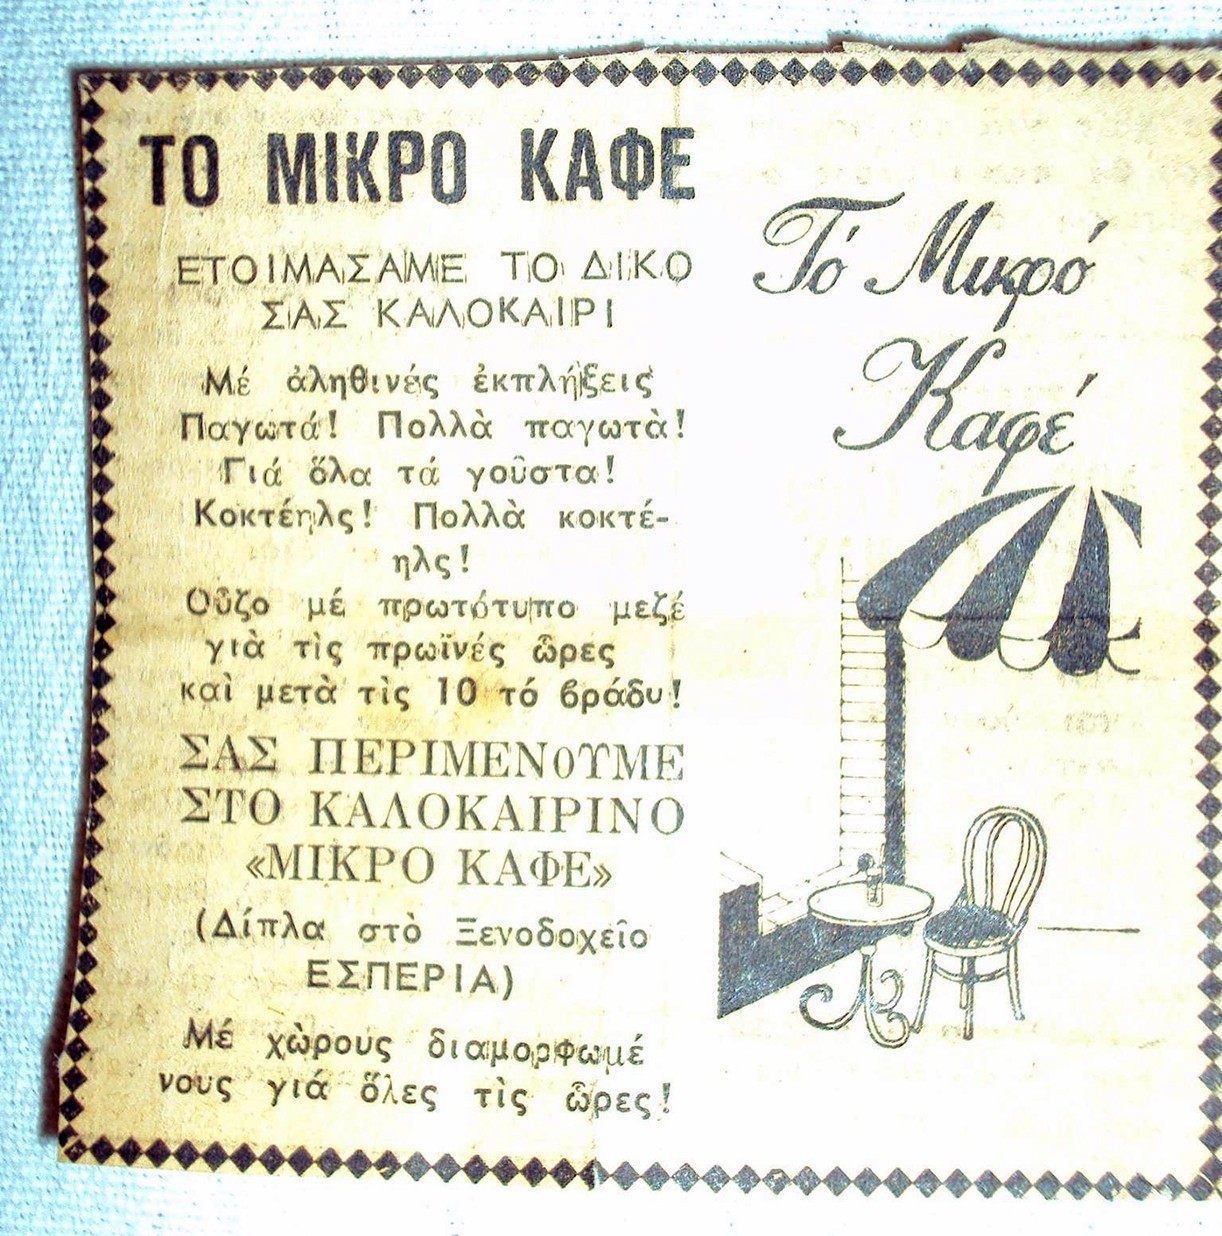 ΤΟ ΜΙΚΡΟ ΚΑΦΕ
ΕΤΟΙΜΑΣΑΜΕ ΤΟ ΔΙΚΟ
ΣΑΣ ΚΑΛΟΚΑΙΡΙ
Μέ ἀληθινές ἐκπλήξεις
Παγωτά! Πολλὰ παγωτὰ!
Γιά ὅλα τά γοῦστα!
Κοκτέηλς! Πολλὰ κοκτέ-
ηλς!
Οὖζο μέ πρωτότυπο μεζέ
γιὰ τὶς πρωϊνές ὧρες
καὶ μετὰ τὶς 10 τό βράδυ!
ΣΑΣ ΠΕΡΙΜΕΝΟΥΜΕ
ΣΤΟ ΚΑΛΟΚΑΙΡΙΝΟ
«ΜΙΚΡΟ ΚΑΦΕ»
(Δίπλα στὸ Ξενοδοχεῖο
ΕΣΠΕΡΙΑ)
Μέ χὼρους διαμορφωμέ
νους γιά ὅλες τὶς ὧρες!
Τό Μικρό
Καφέ